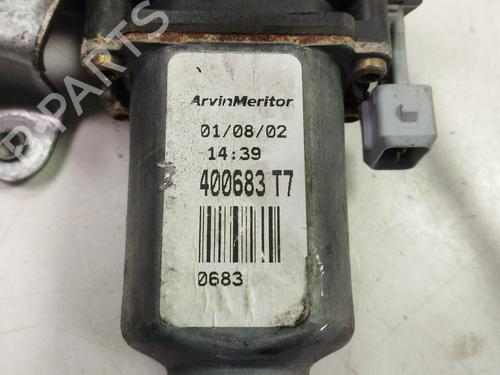 ArvinMeritor
01/08/02
14:39
400683 T7
0683
B-PARTS